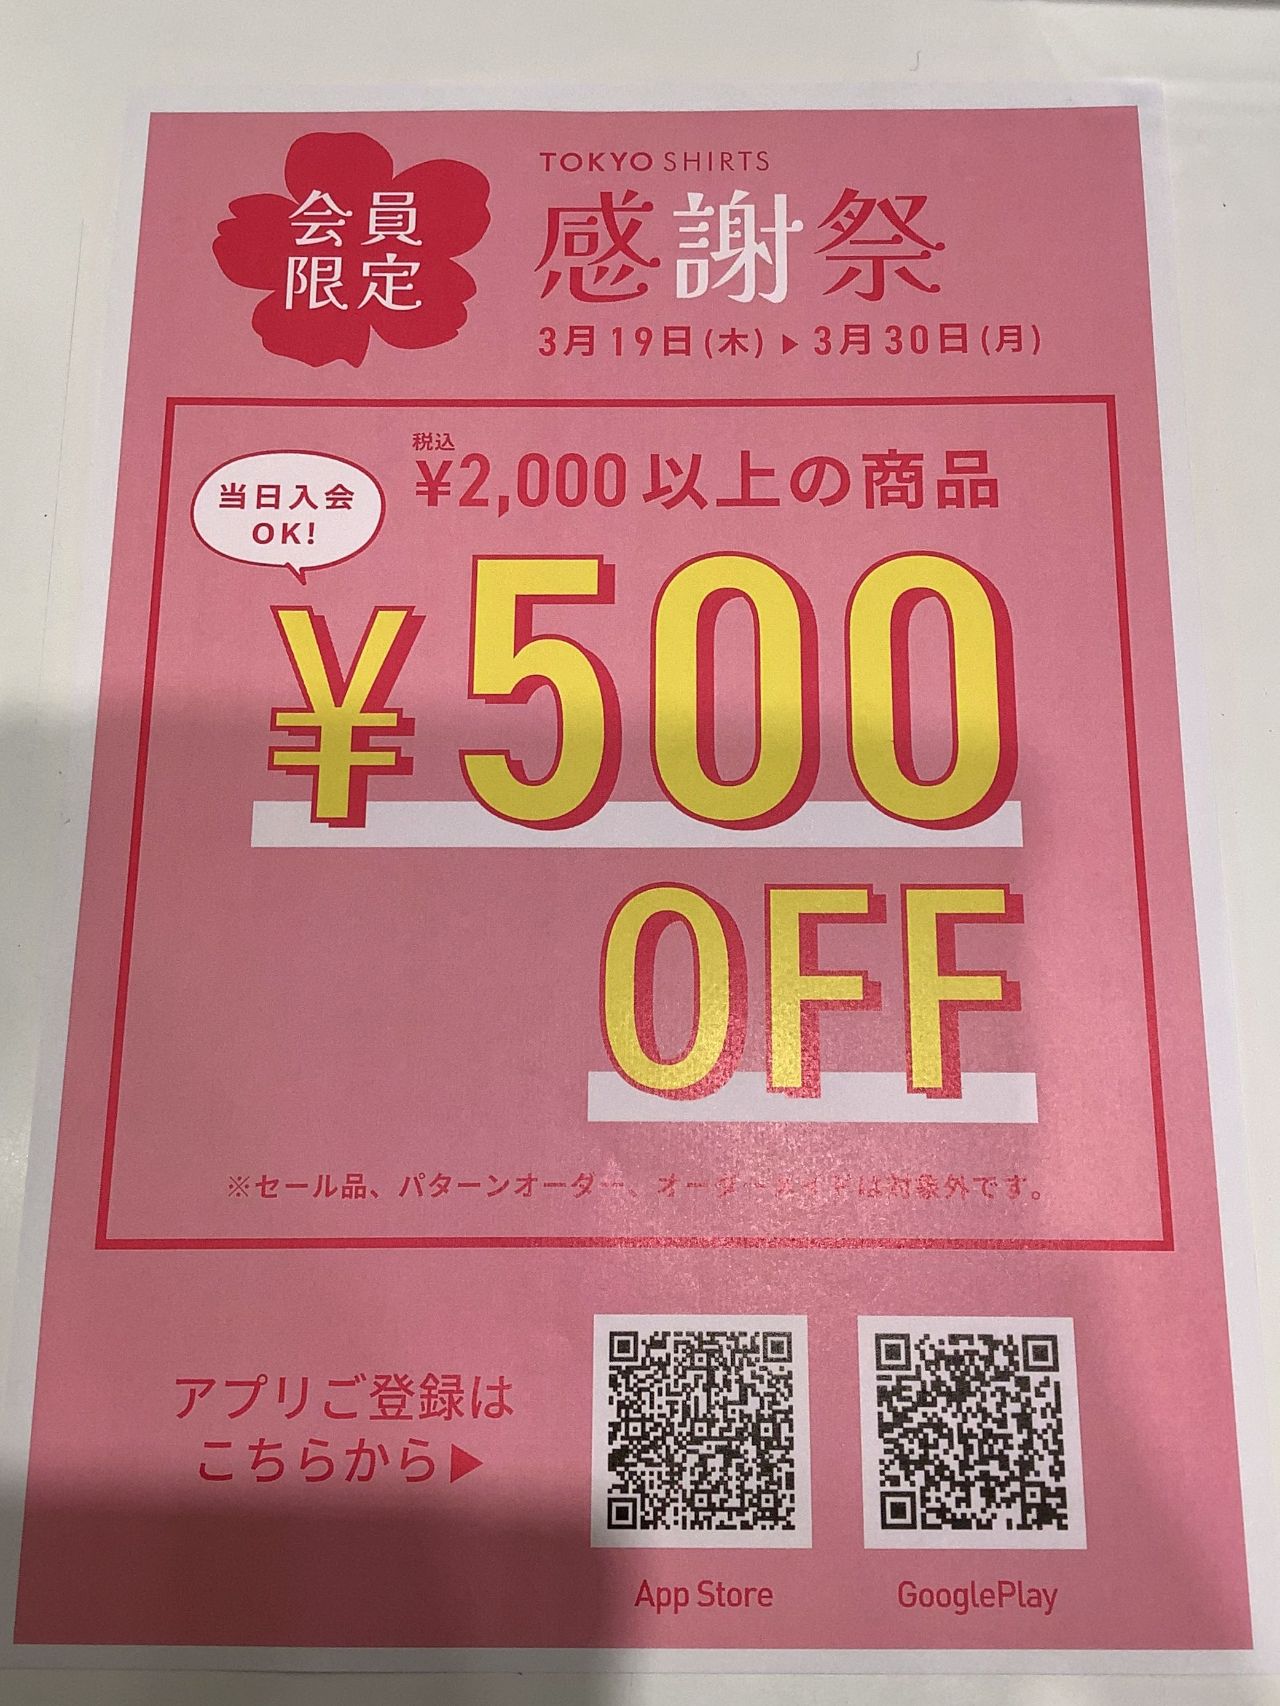 会員
限定
TOKYO SHIRTS
感謝祭
3月19日(木)▶3月30日(月)
当日入会
OK!
税込
¥2,000以上の商品
¥500
OFF
※セール品、パターンオーダー、オーダーメイドは対象外です。
アプリご登録は
こちらから▶
App Store
GooglePlay